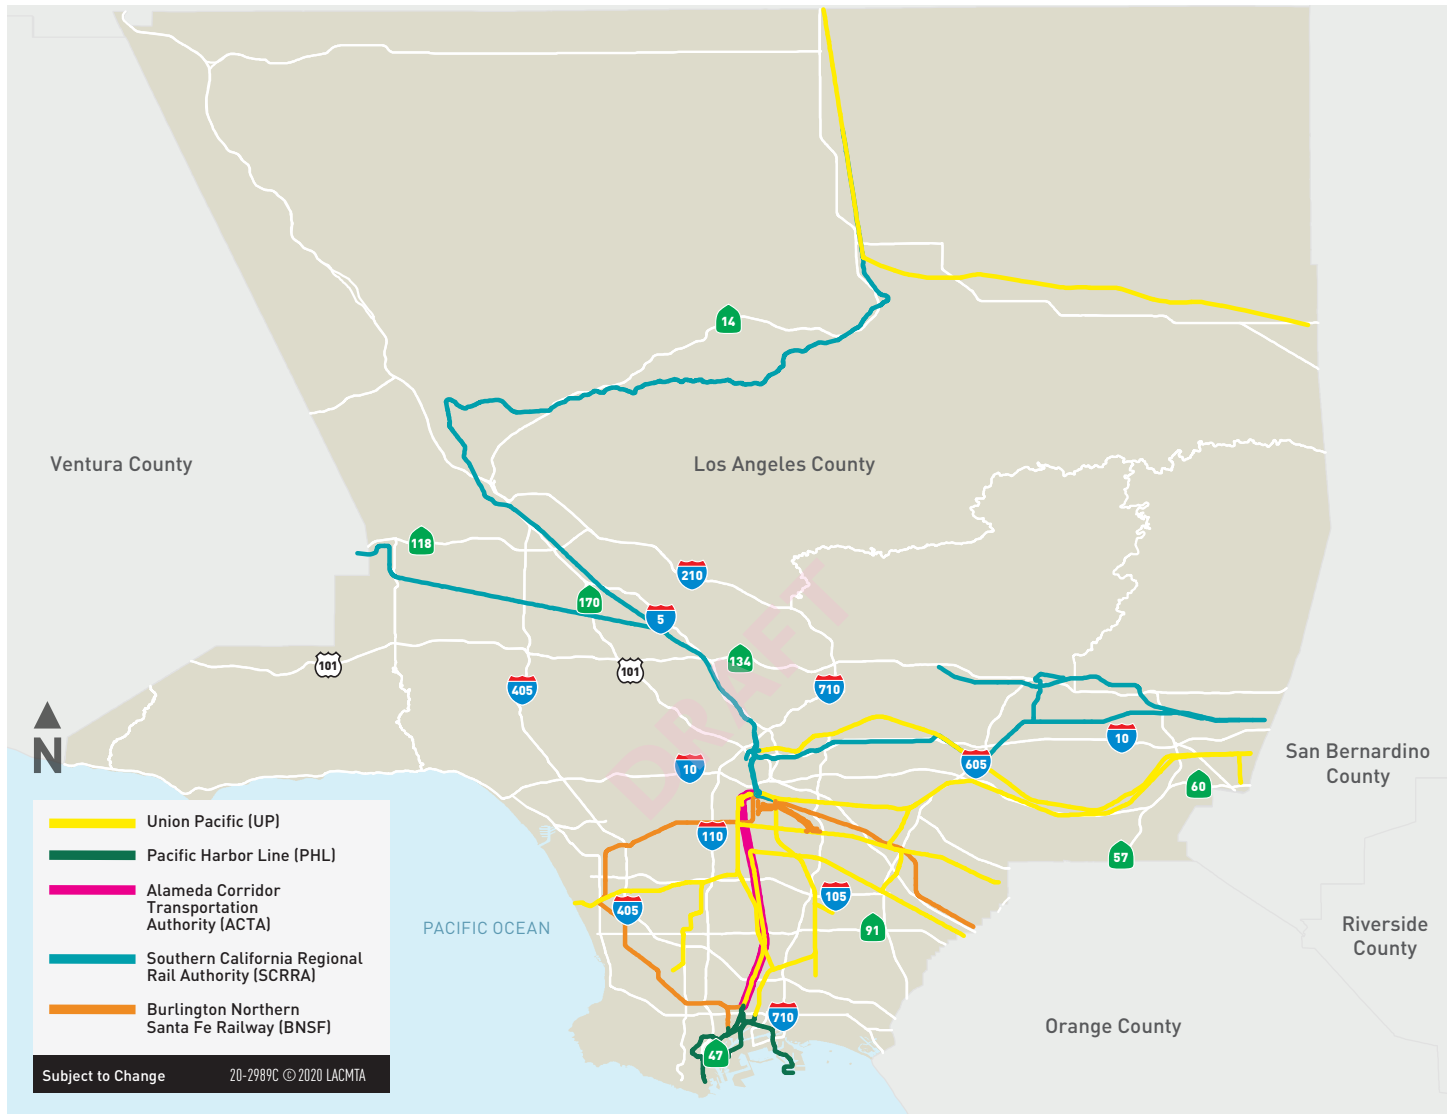 14
Ventura County
Los Angeles County
118
210
170
5
134
101
101
405
710
DRAFT
N
10
605
10
San Bernardino
County
60
110
57
105
405
91
PACIFIC OCEAN
Riverside
County
710
Orange County
47
Union Pacific (UP)
Pacific Harbor Line (PHL)
Alameda Corridor
Transportation
Authority (ACTA)
Southern California Regional
Rail Authority (SCRRA)
Burlington Northern
Santa Fe Railway (BNSF)
Subject to Change 20-2989C © 2020 LACMTA